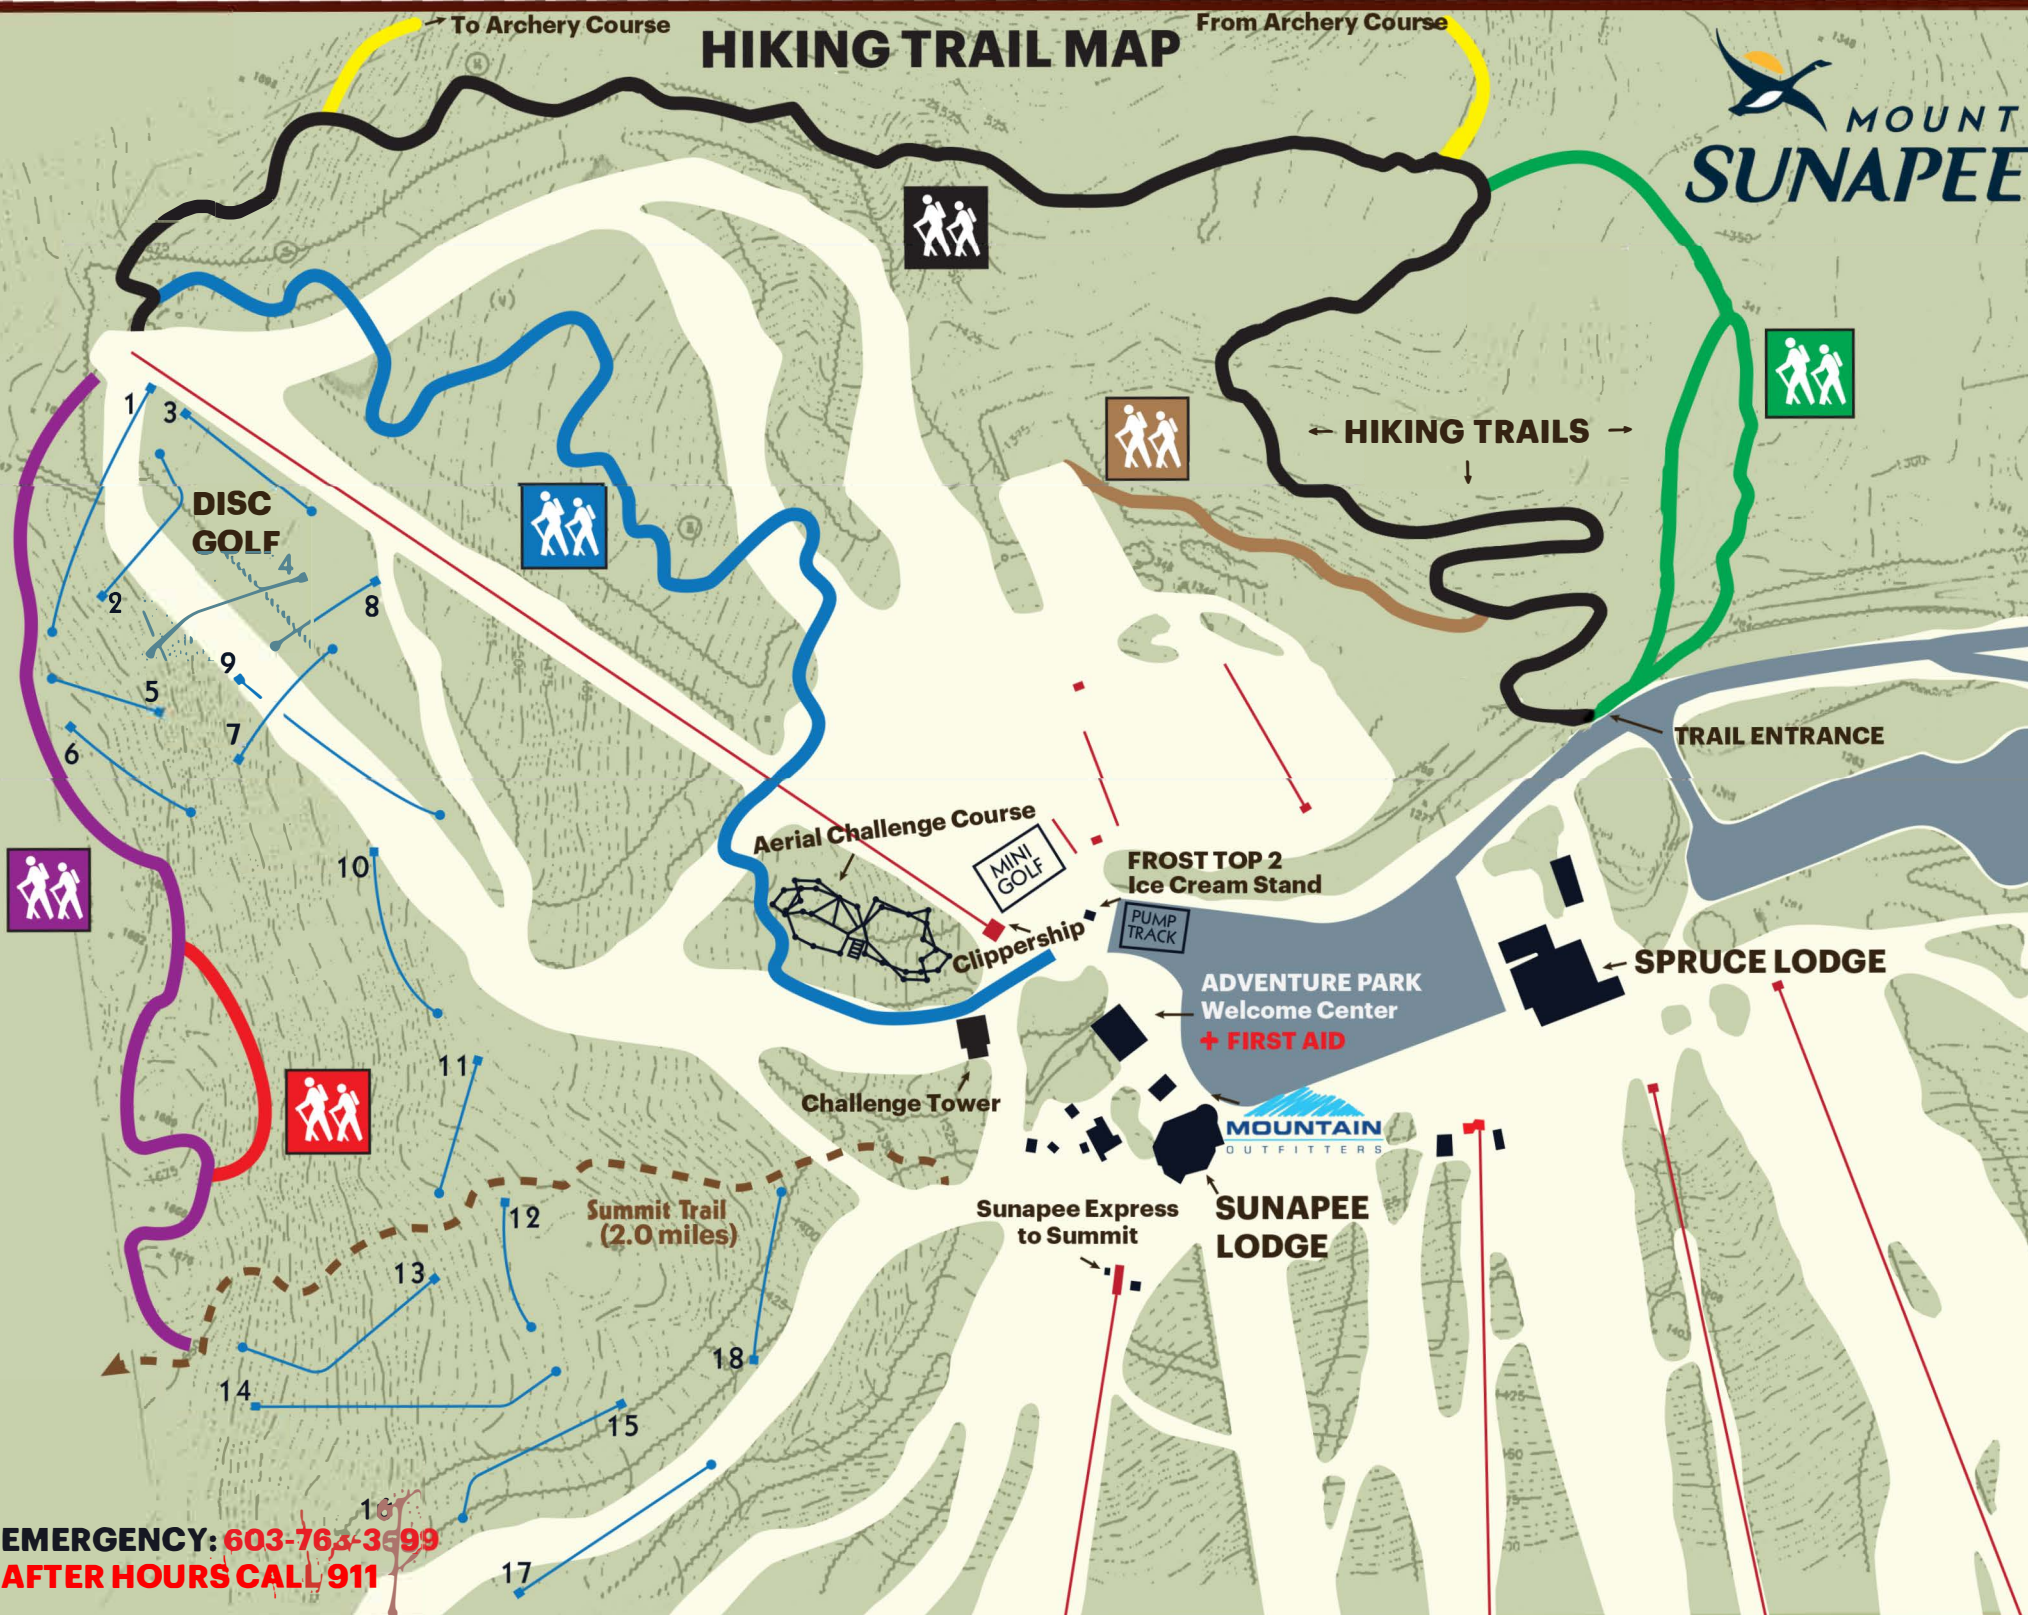 To Archery Course
HIKING TRAIL MAP
From Archery Course
MOUNT
SUNAPEE
HIKING TRAILS
1
3
DISC
GOLF
4
2
8
9
5
7
6
TRAIL ENTRANCE
Aerial Challenge Course
MINI
GOLF
FROST TOP 2
Ice Cream Stand
10
PUMP
TRACK
Clippership
SPRUCE LODGE
ADVENTURE PARK
Welcome Center
+ FIRST AID
11
Challenge Tower
MOUNTAIN
OUTFITTERS
12
Summit Trail
(2.0 miles)
Sunapee Express
to Summit
SUNAPEE
LODGE
13
18
14
15
16
EMERGENCY:
AFTER HOURS CALL 911
17